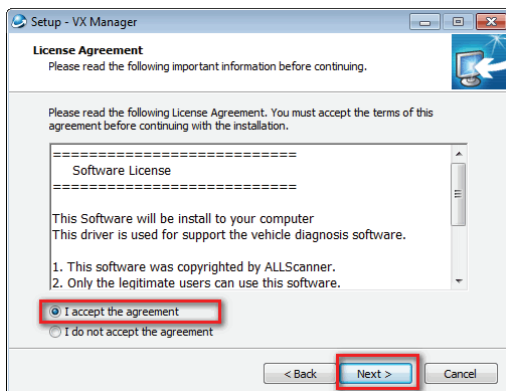 Setup - VX Manager
License Agreement
Please read the following important information before continuing.
Please read the following License Agreement. You must accept the terms of this
agreement before continuing with the installation.
===========================
Software License
===========================
This Software will be install to your computer
This driver is used for support the vehicle diagnosis software.
1. This software was copyrighted by ALLScanner.
2. Only the legitimate users can use this software.
I accept the agreement
I do not accept the agreement
< Back Next > Cancel